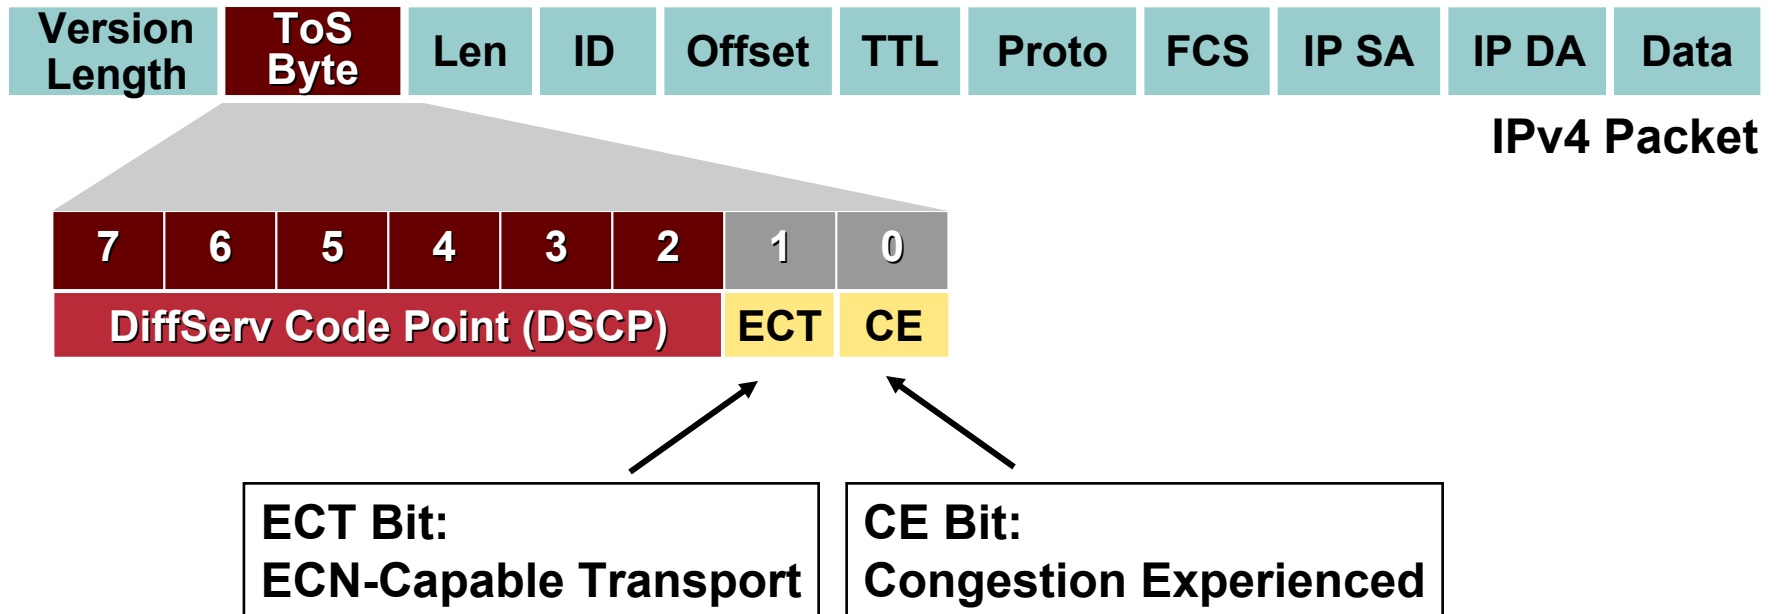 Version Length
ToS Byte
Len
ID
Offset
TTL
Proto
FCS
IP SA
IP DA
Data
IPv4 Packet
7 6 5 4 3 2 1 0
DiffServ Code Point (DSCP) ECT CE
ECT Bit:
ECN-Capable Transport
CE Bit:
Congestion Experienced